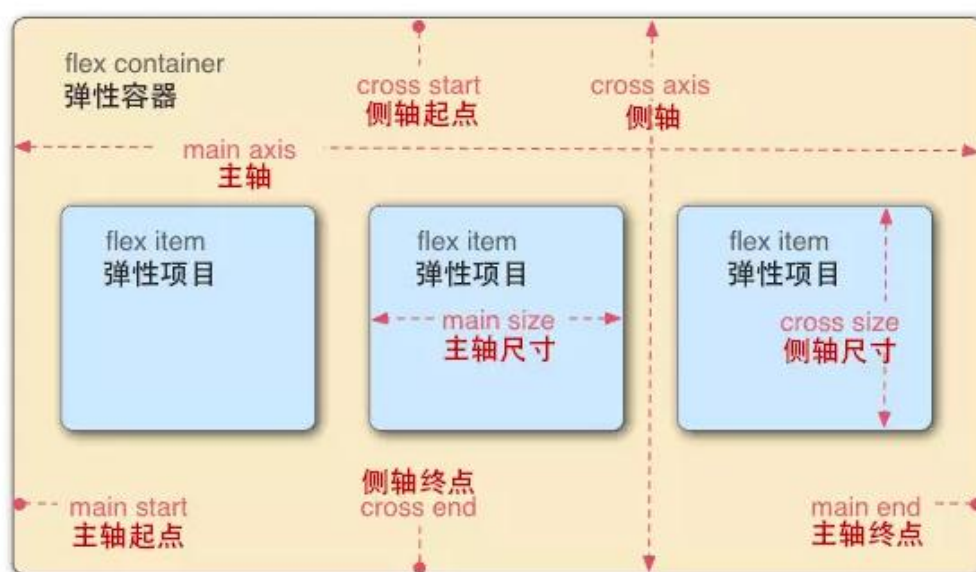 flex container
弹性容器
cross start
侧轴起点
cross axis
侧轴
main axis
主轴
flex item
弹性项目
flex item
弹性项目
main size
主轴尺寸
flex item
弹性项目
cross size
侧轴尺寸
main start
主轴起点
侧轴终点
cross end
main end
主轴终点